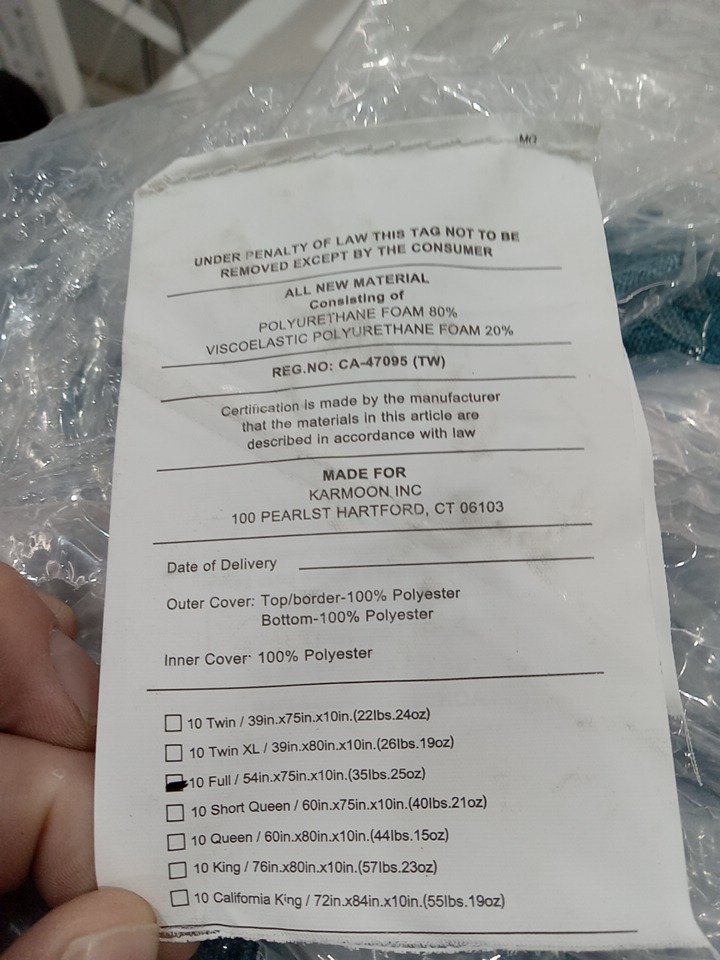 MO
UNDER PENALTY OF LAW THIS TAG NOT TO BE
REMOVED EXCEPT BY THE CONSUMER
ALL NEW MATERIAL
Consisting of
POLYURETHANE FOAM 80%
VISCOELASTIC POLYURETHANE FOAM 20%
REG.NO: CA-47095 (TW)
Certification is made by the manufacturer
that the materials in this article are
described in accordance with law
MADE FOR
KARMOON INC
100 PEARLST HARTFORD, CT 06103
Date of Delivery
Outer Cover: Top/border-100% Polyester
Bottom-100% Polyester
Inner Cover: 100% Polyester
10 Twin / 39in.x75in.x10in.(22lbs.24oz)
10 Twin XL / 39in.x80in.x10in.(26lbs.19oz)
10 Full / 54in.x75in.x10in.(35lbs.25oz)
10 Short Queen / 60in.x75in.x10in.(40lbs.21oz)
10 Queen / 60in.x80in.x10in.(44lbs.15oz)
10 King / 76in.x80in.x10in.(57lbs.23oz)
10 California King / 72in.x84in.x10in.(55lbs.19oz)